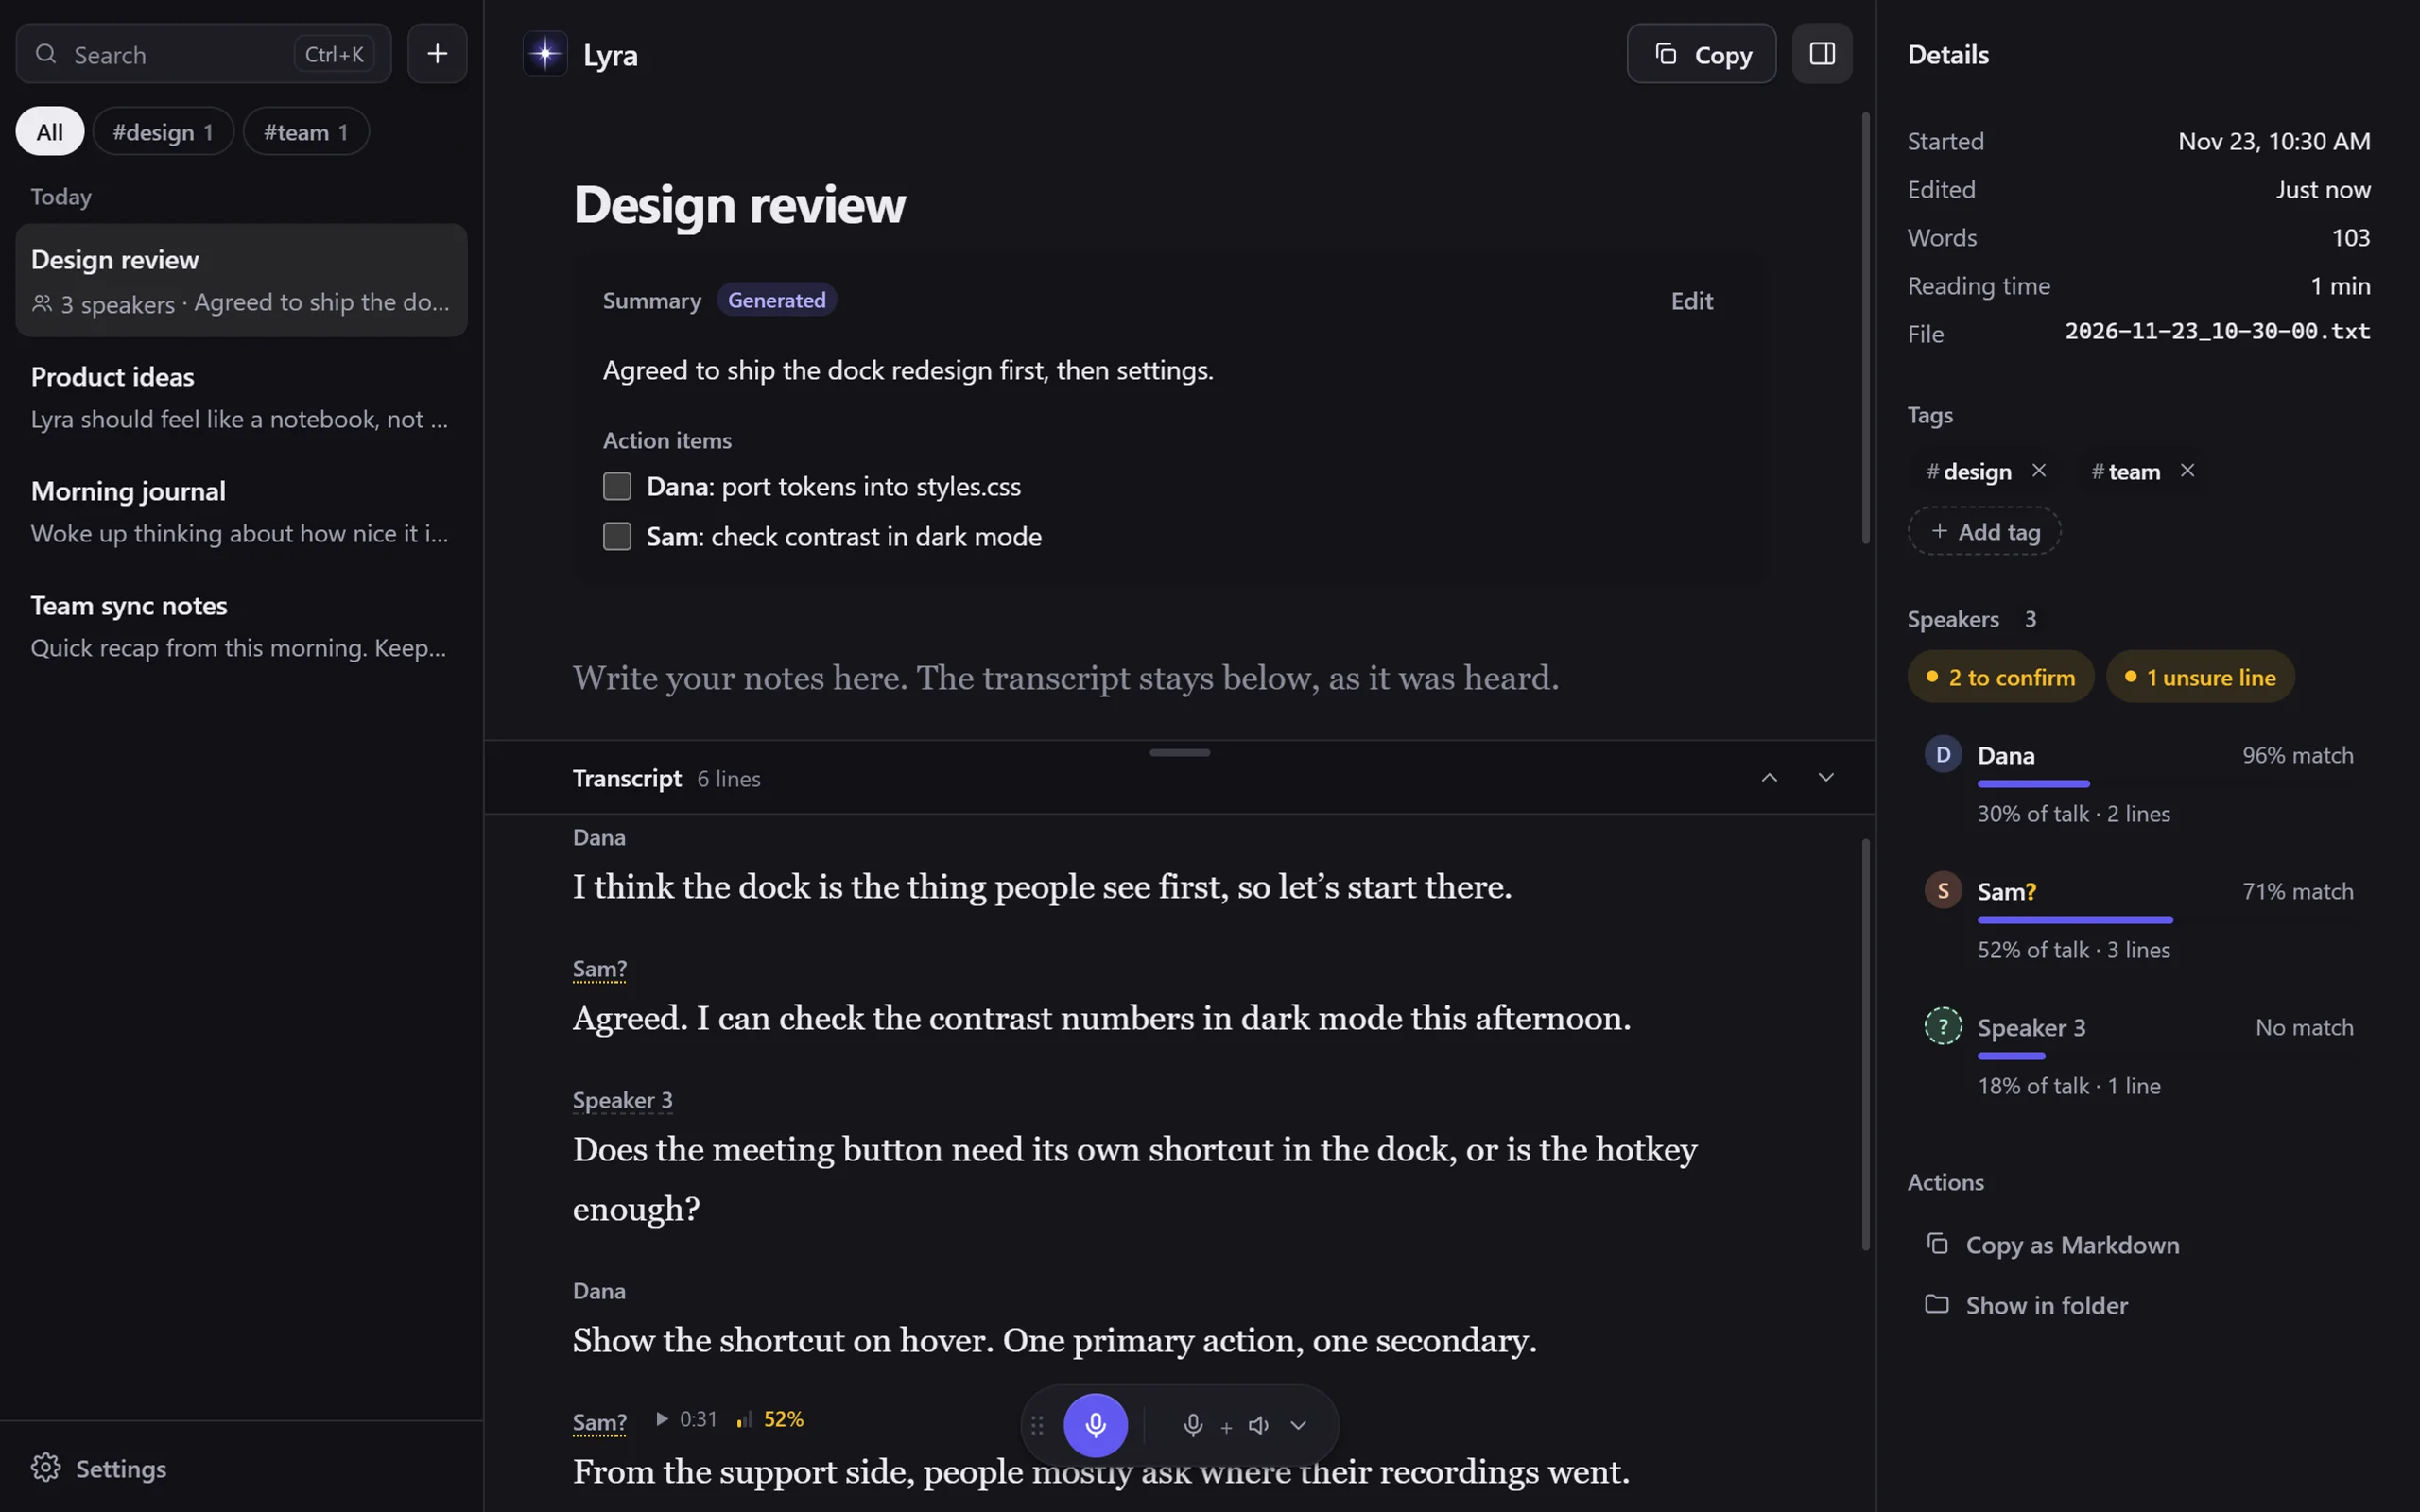 Search Ctrl+K
All #design 1 #team 1
Today
Design review
3 speakers · Agreed to ship the do...
Product ideas
Lyra should feel like a notebook, not ...
Morning journal
Woke up thinking about how nice it i...
Team sync notes
Quick recap from this morning. Keep...
Settings
Lyra
Copy
Design review
Summary Generated Edit
Agreed to ship the dock redesign first, then settings.
Action items
Dana: port tokens into styles.css
Sam: check contrast in dark mode
Write your notes here. The transcript stays below, as it was heard.
Transcript 6 lines
Dana
I think the dock is the thing people see first, so let’s start there.
Sam?
Agreed. I can check the contrast numbers in dark mode this afternoon.
Speaker 3
Does the meeting button need its own shortcut in the dock, or is the hotkey
enough?
Dana
Show the shortcut on hover. One primary action, one secondary.
Sam? 0:31 52%
From the support side, people mostly ask where their recordings went.
Details
Started Nov 23, 10:30 AM
Edited Just now
Words 103
Reading time 1 min
File 2026-11-23_10-30-00.txt
Tags
#design #team
+ Add tag
Speakers 3
2 to confirm 1 unsure line
D Dana 96% match
30% of talk · 2 lines
S Sam? 71% match
52% of talk · 3 lines
? Speaker 3 No match
18% of talk · 1 line
Actions
Copy as Markdown
Show in folder